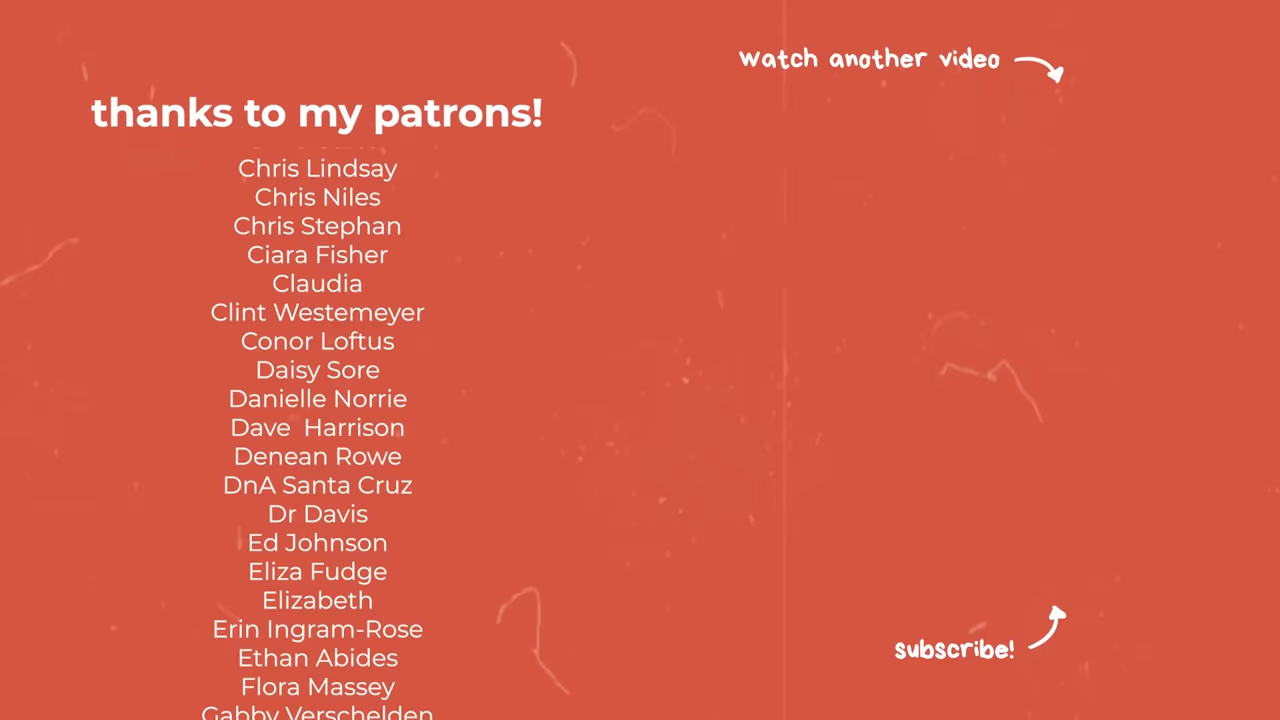 watch another video
thanks to my patrons!
Chris Lindsay
Chris Niles
Chris Stephan
Ciara Fisher
Claudia
Clint Westemeyer
Conor Loftus
Daisy Sore
Danielle Norrie
Dave  Harrison
Denean Rowe
DnA Santa Cruz
Dr Davis
Ed Johnson
Eliza Fudge
Elizabeth
Erin Ingram-Rose
Ethan Abides
Flora Massey
Gabby Verschelden
subscribe!